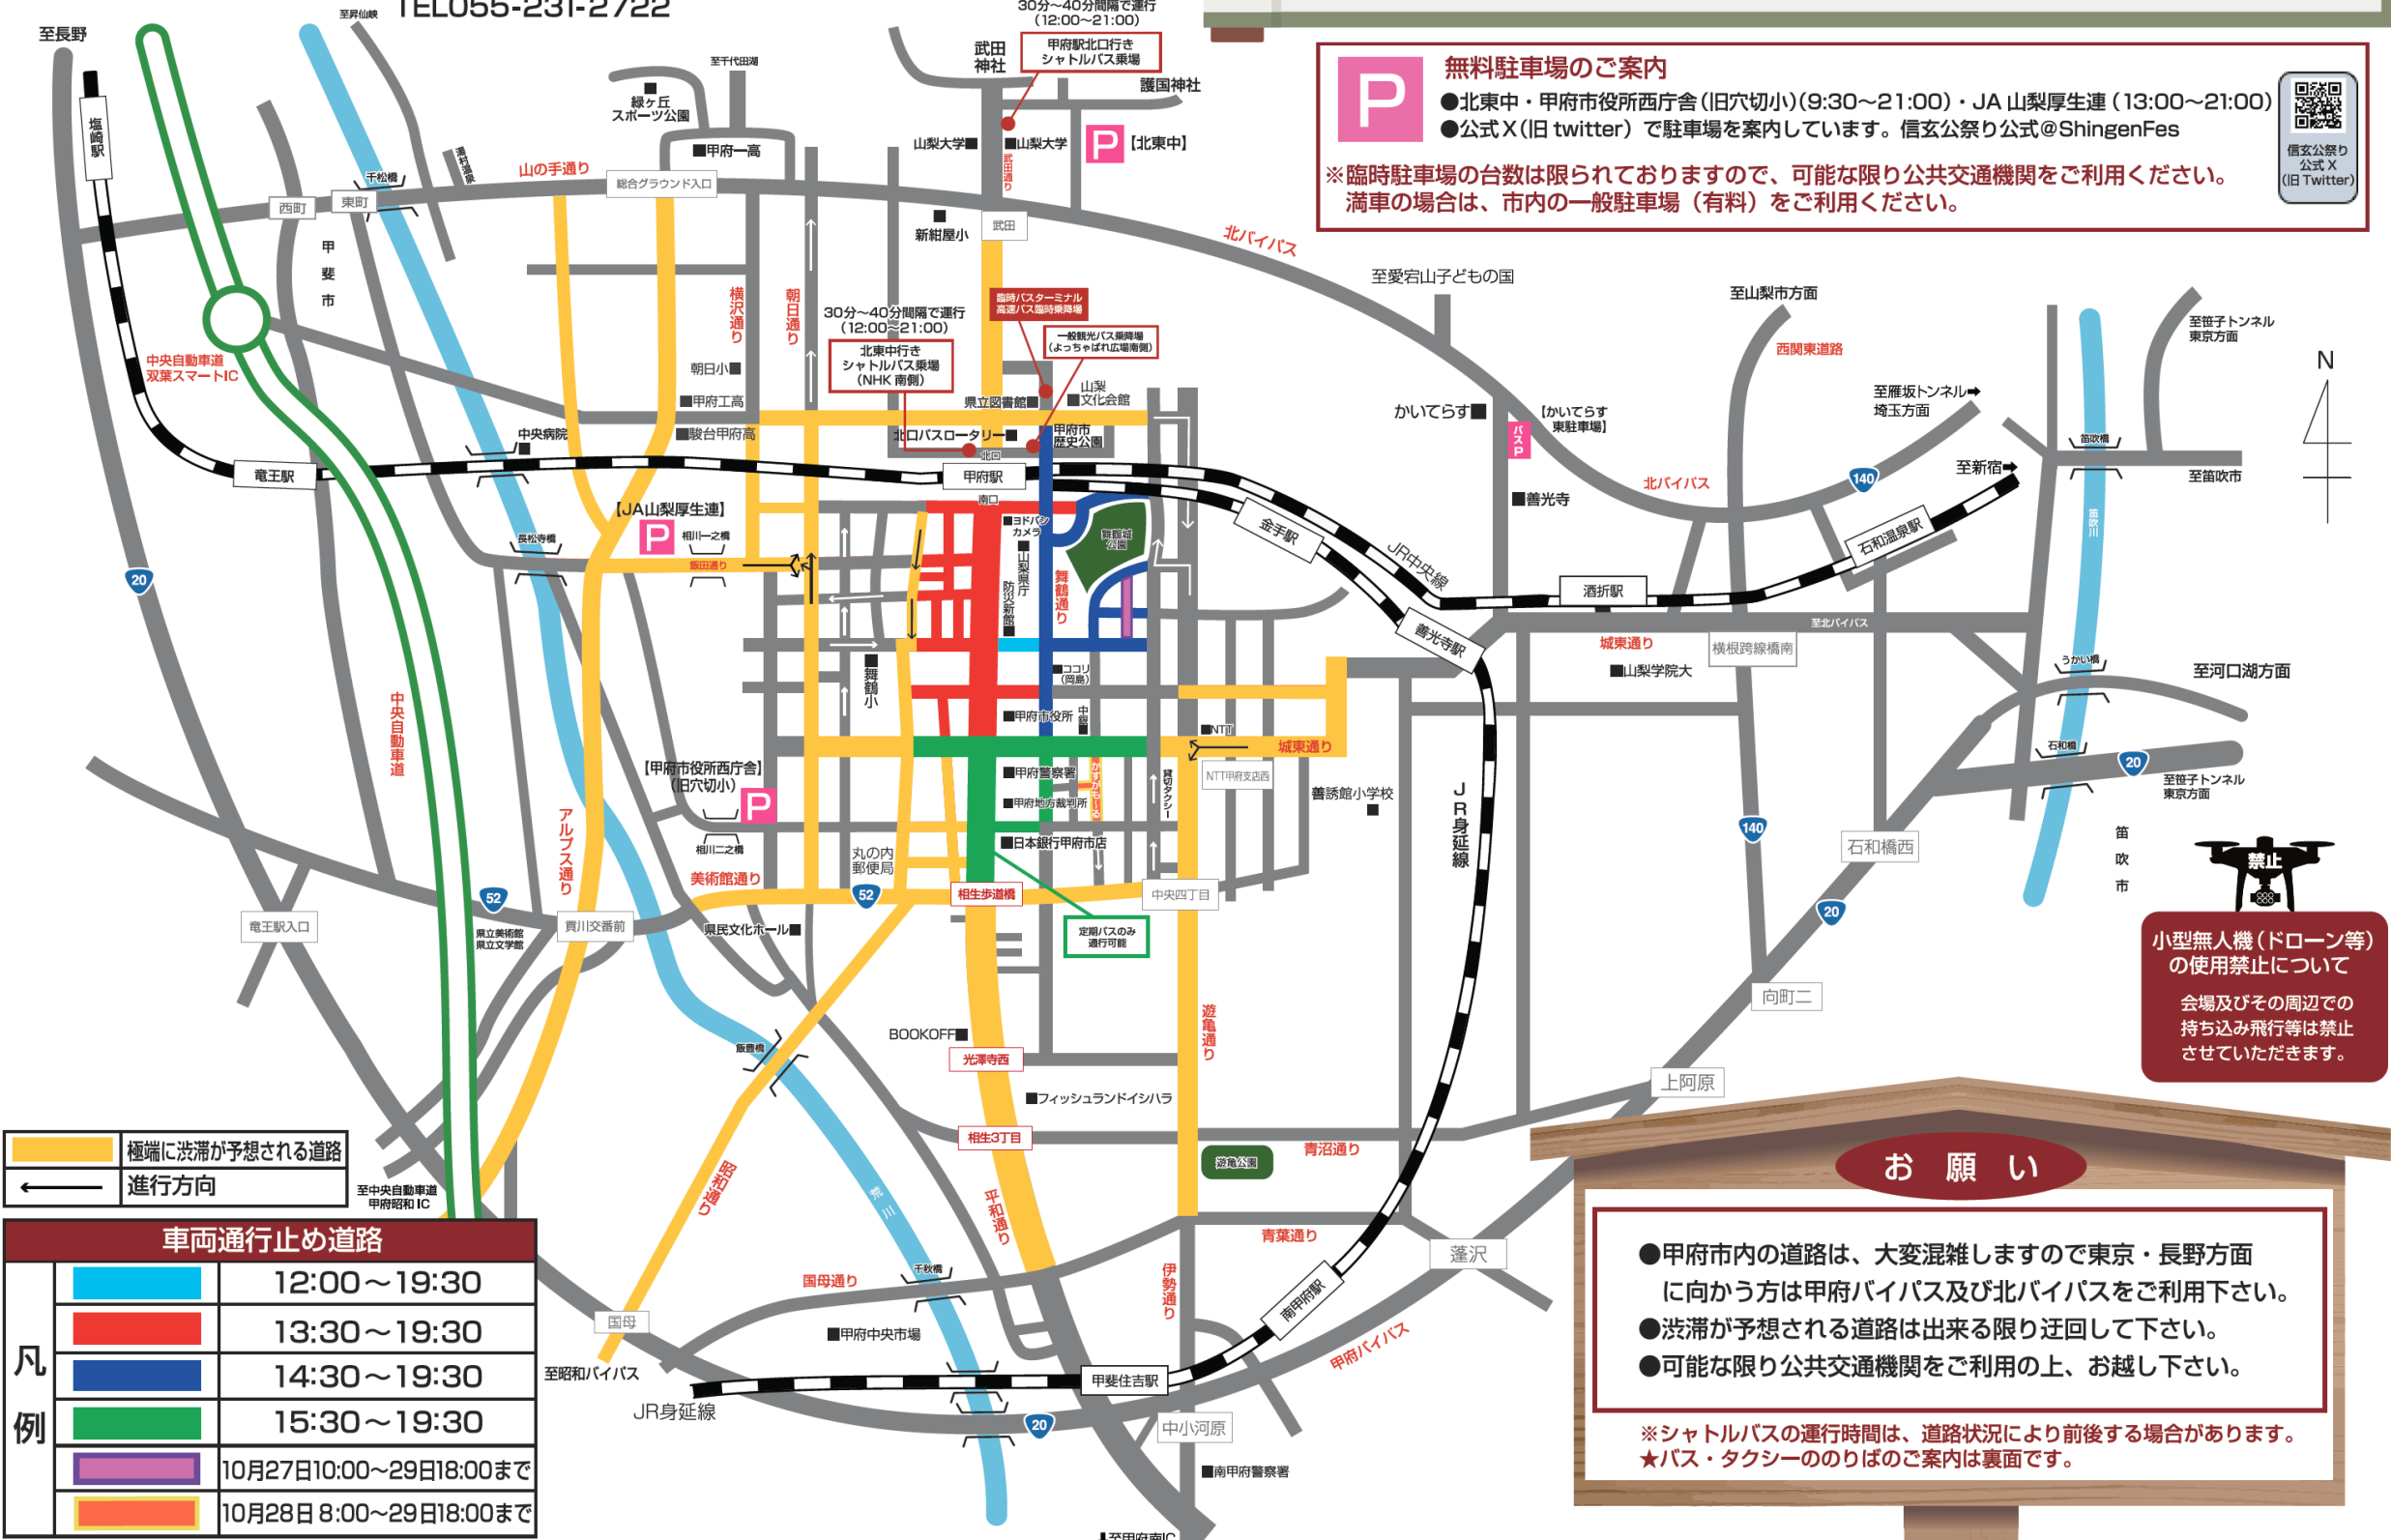 TEL055-231-2722
至昇仙峡
至長野
塩崎駅
30分～40分間隔で運行
（12:00～21:00）
甲府駅北口行き
シャトルバス乗場
武田
神社
護国神社
至千代田湖
緑ヶ丘
スポーツ公園
■甲府一高
山梨大学■
■山梨大学
武田通り
P
【北東中】
P
無料駐車場のご案内
●北東中・甲府市役所西庁舎（旧穴切小）（9:30～21:00）・JA 山梨厚生連（13:00～21:00）
●公式X（旧 twitter）で駐車場を案内しています。信玄公祭り公式＠ShingenFes
※臨時駐車場の台数は限られておりますので、可能な限り公共交通機関をご利用ください。
満車の場合は、市内の一般駐車場（有料）をご利用ください。
信玄公祭り
公式 X
（旧 Twitter）
千松橋
湯村温泉
山の手通り
総合グラウンド入口
西町
東町
甲斐市
新紺屋小
武田
北バイパス
至愛宕山子どもの国
至山梨市方面
西関東道路
至笹子トンネル
東京方面
N
横沢通り
朝日通り
30分～40分間隔で運行
（12:00～21:00）
北東中行き
シャトルバス乗場
（NHK 南側）
臨時バスターミナル
高速バス臨時乗降場
一般観光バス乗降場
（よっちゃばれ広場南側）
中央自動車道
双葉スマートIC
朝日小■
■甲府工高
■駿台甲府高
県立図書館■
山梨
■文化会館
北口バスロータリー■
甲府市
歴史公園
北口
かいてらす■
【かいてらす
東駐車場】
バスP
至雁坂トンネル➡
埼玉方面
至新宿➡
笛吹橋
至笛吹市
笛吹川
140
北バイパス
■善光寺
中央病院
竜王駅
甲府駅
南口
金手駅
JR中央線
善光寺駅
酒折駅
石和温泉駅
【JA山梨厚生連】
P
相川一之橋
飯田通り
長松寺橋
20
■ヨドバシ
カメラ
■山梨県庁
防災新館■
舞鶴通り
舞鶴城
公園
■舞鶴小
■ココリ
（岡島）
■甲府市役所
中銀■
■NTT
城東通り
NTT甲府支店西
城東通り
至北バイパス
横根跨線橋南
■山梨学院大
うかい橋
至河口湖方面
石和橋
20
至笹子トンネル
東京方面
中央自動車道
【甲府市役所西庁舎】
（旧穴切小）
P
相川二之橋
アルプス通り
■甲府警察署
■甲府地方裁判所
■日本銀行甲府市店
貸切タクシー
善誘館小学校
JR身延線
140
石和橋西
笛吹市
丸の内
郵便局
美術館通り
52
52
相生歩道橋
中央四丁目
定期バスのみ
通行可能
竜王駅入口
貢川交番前
県立美術館
県立文学館
県民文化ホール■
20
向町二
禁止
小型無人機（ドローン等）
の使用禁止について
会場及びその周辺での
持ち込み飛行等は禁止
させていただきます。
飯豊橋
BOOKOFF■
光澤寺西
遊亀通り
■フィッシュランドイシハラ
上阿原
相生3丁目
遊亀公園
青沼通り
極端に渋滞が予想される道路
進行方向
至中央自動車道
甲府昭和 IC
昭和通り
荒川
平和通り
青葉通り
蓬沢
千秋橋
国母通り
伊勢通り
南甲府駅
国母
■甲府中央市場
甲府バイパス
至昭和バイパス
JR身延線
甲斐住吉駅
20
中小河原
■南甲府警察署
至甲府南IC
車両通行止め道路
凡例
12:00～19:30
13:30～19:30
14:30～19:30
15:30～19:30
10月27日10:00～29日18:00まで
10月28日 8:00～29日18:00まで
お願い
●甲府市内の道路は、大変混雑しますので東京・長野方面
に向かう方は甲府バイパス及び北バイパスをご利用下さい。
●渋滞が予想される道路は出来る限り迂回して下さい。
●可能な限り公共交通機関をご利用の上、お越し下さい。
※シャトルバスの運行時間は、道路状況により前後する場合があります。
★バス・タクシーののりばのご案内は裏面です。